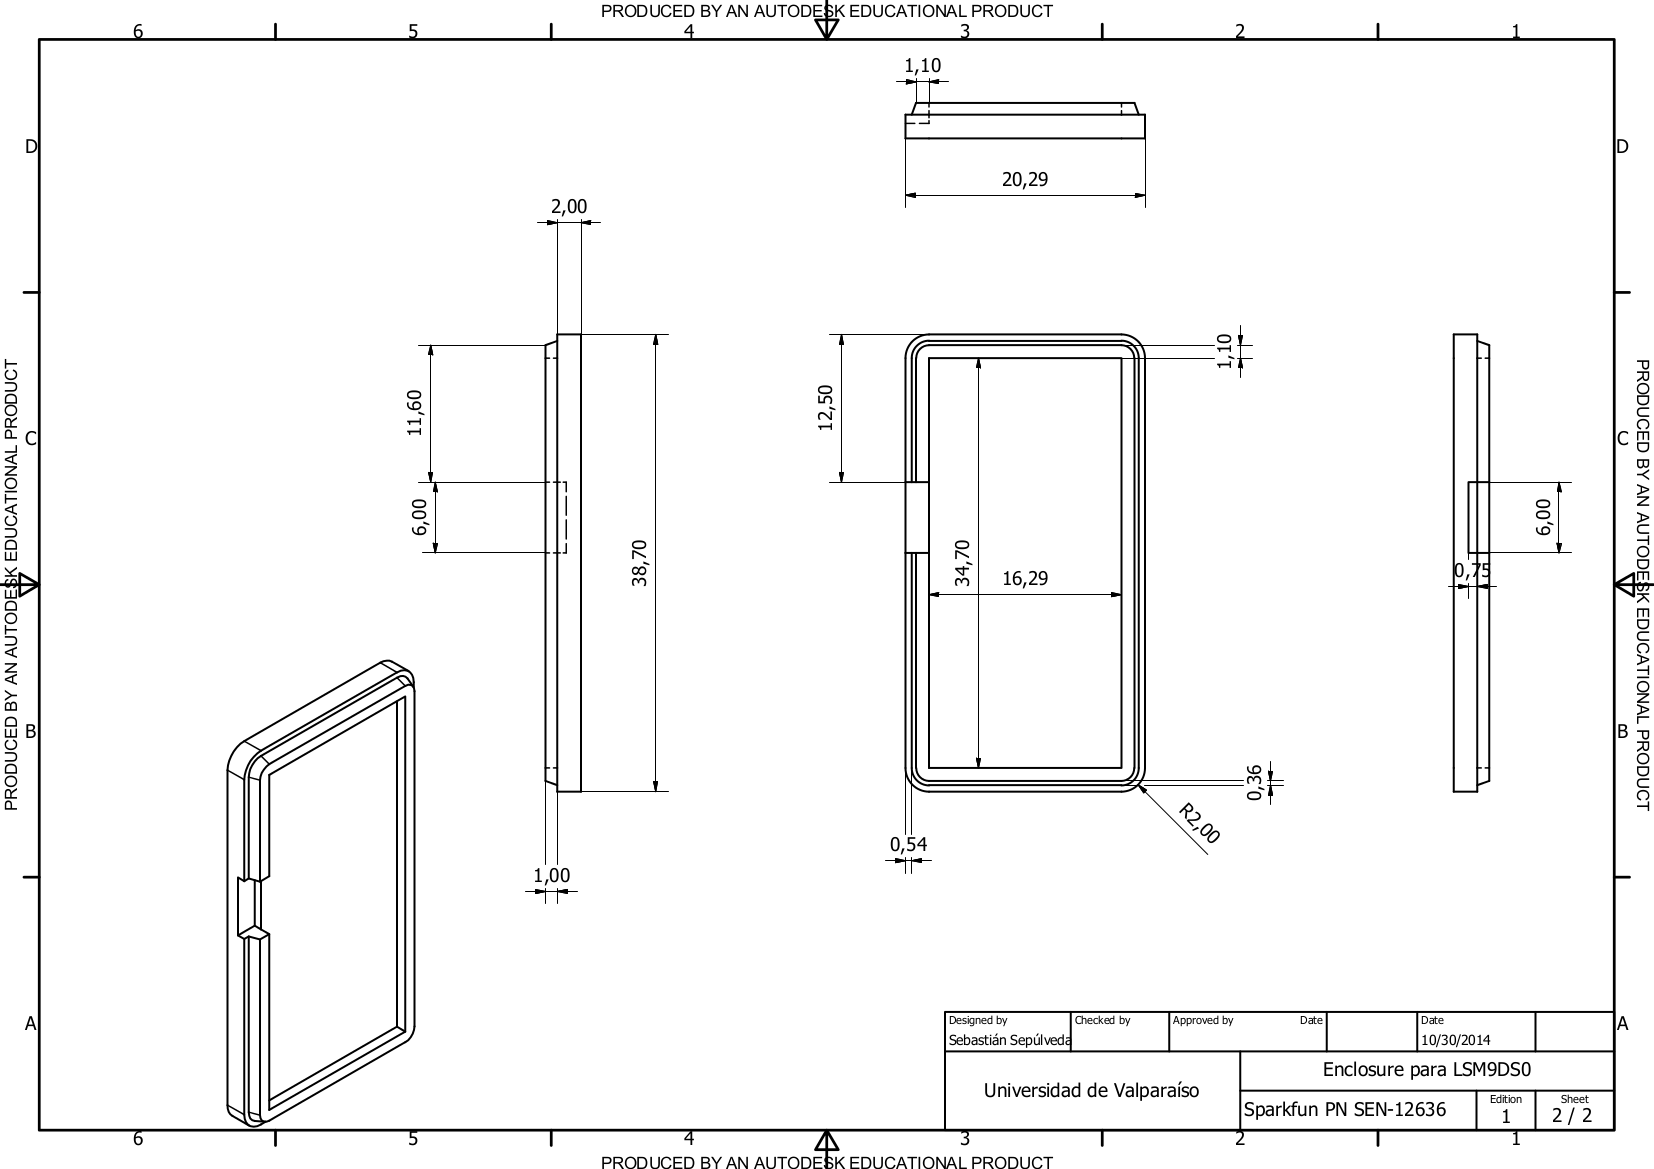 PRODUCED BY AN AUTODESK EDUCATIONAL PRODUCT
6 5 4 3 2 1
1,10
D D
20,29
2,00
1,10
12,50
11,60
PRODUCED BY AN AUTODESK EDUCATIONAL PRODUCT
PRODUCED BY AN AUTODESK EDUCATIONAL PRODUCT
C C
6,00
6,00
38,70
34,70
16,29
0,75
B B
0,36
R2,00
0,54
1,00
A A
Designed by
Sebastián Sepúlveda
Checked by
Approved by
Date
Date
10/30/2014
Universidad de Valparaíso
Enclosure para LSM9DS0
Sparkfun PN SEN-12636
Edition
1
Sheet
2 / 2
6 5 4 3 2 1
PRODUCED BY AN AUTODESK EDUCATIONAL PRODUCT